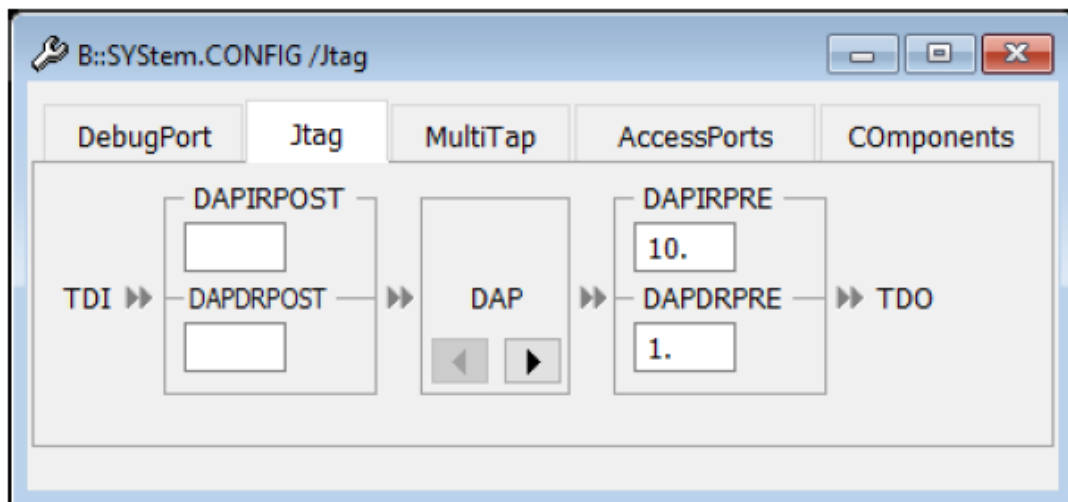 B::SYStem.CONFIG /Jtag
DebugPort Jtag MultiTap AccessPorts COmponents
DAPIRPOST DAPIRPRE
10.
TDI DAPDRPOST DAP DAPDRPRE TDO
1.